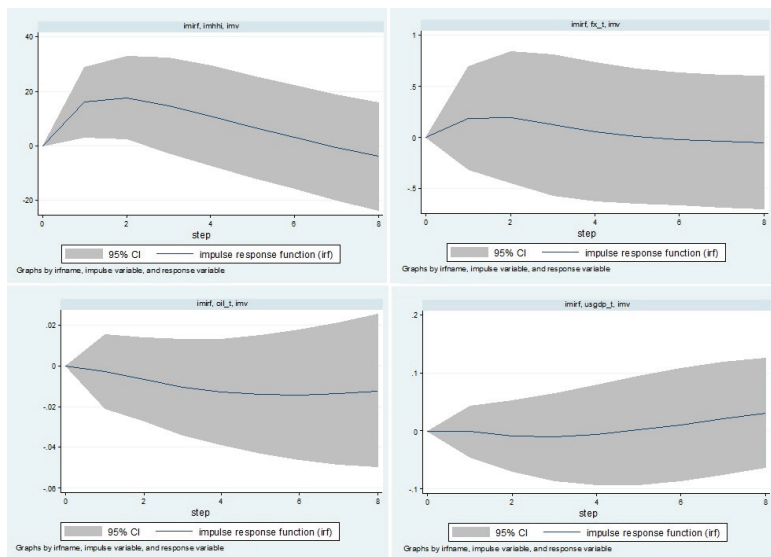 imirf, imhhi, imv
40
20
0
-20
0 2 4 6 8
step
95% CI impulse response function (irf)
Graphs by irfname, impulse variable, and response variable
imirf, fx_t, imv
1
.5
0
-.5
0 2 4 6 8
step
95% CI impulse response function (irf)
Graphs by irfname, impulse variable, and response variable
imirf, oil_t, imv
.02
0
-.02
-.04
-.06
0 2 4 6 8
step
95% CI impulse response function (irf)
Graphs by irfname, impulse variable, and response variable
imirf, usgdp_t, imv
.2
.1
0
-.1
0 2 4 6 8
step
95% CI impulse response function (irf)
Graphs by irfname, impulse variable, and response variable